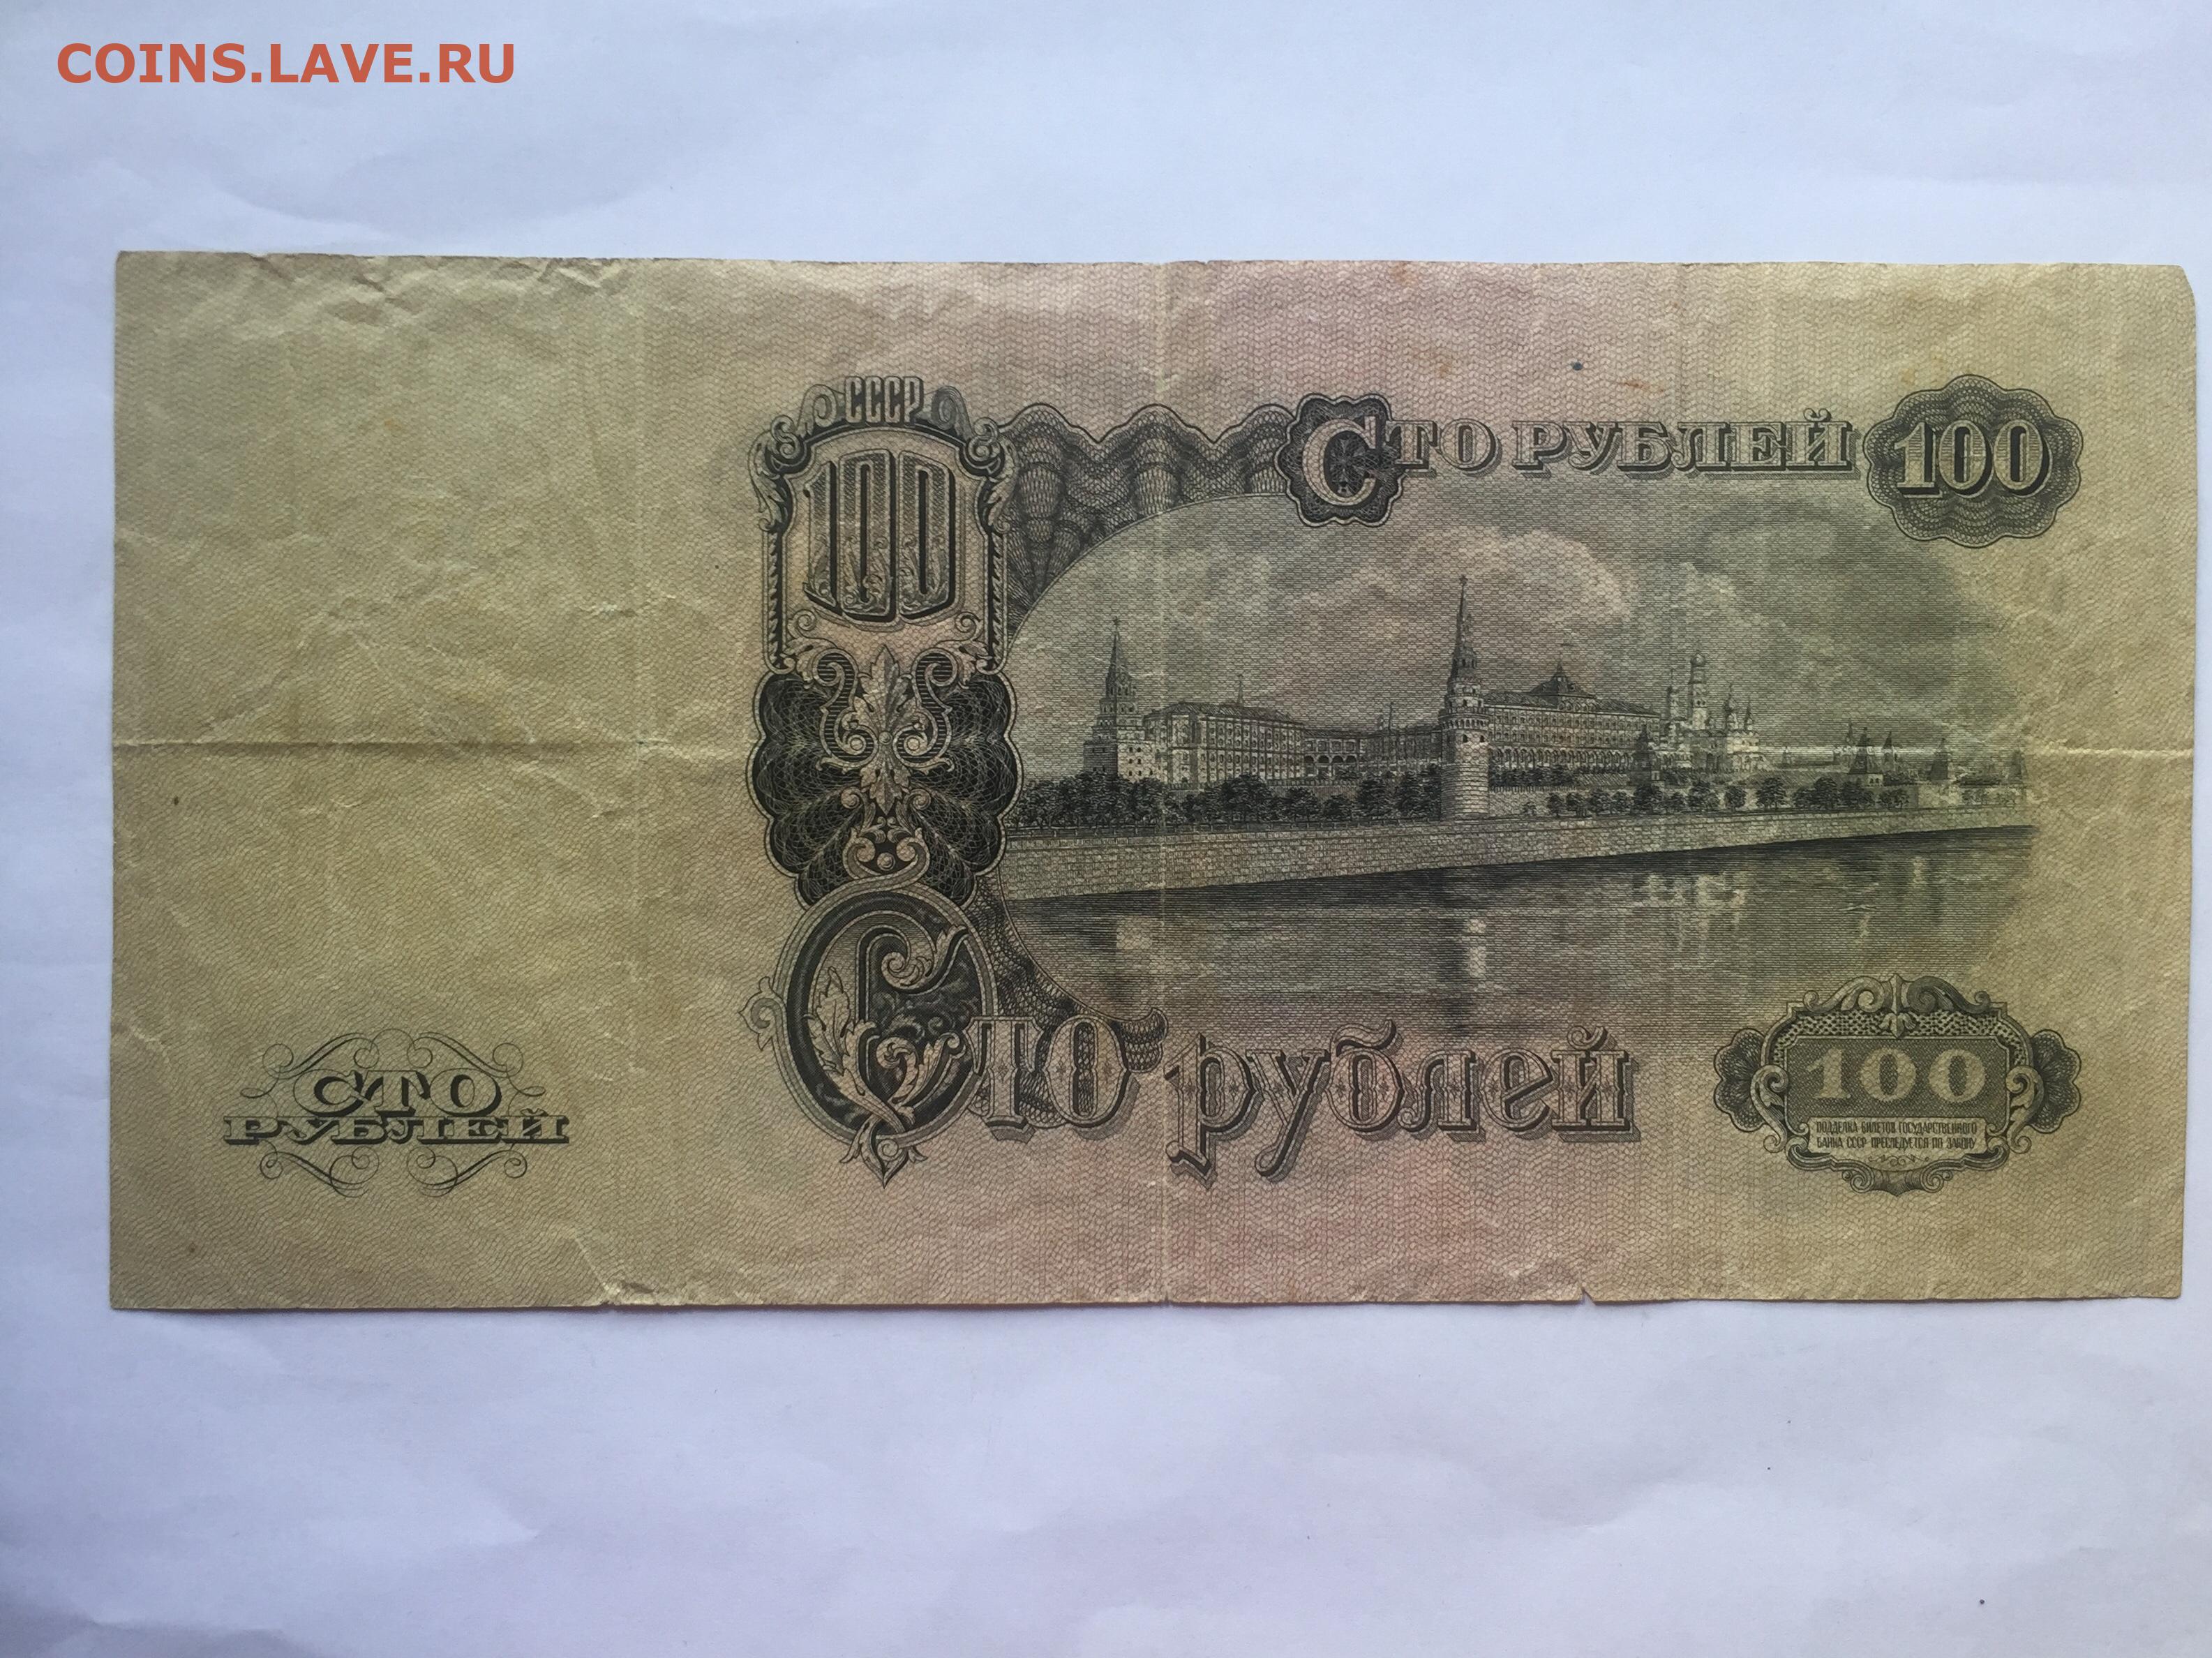 COINS.LAVE.RU
СССР
100
СТО РУБЛЕЙ
100
Сто рублей
СТО
РУБЛЕЙ
100
ПОДДЕЛКА БИЛЕТОВ ГОСУДАРСТВЕННОГО
БАНКА СССР ПРЕСЛЕДУЕТСЯ ПО ЗАКОНУ